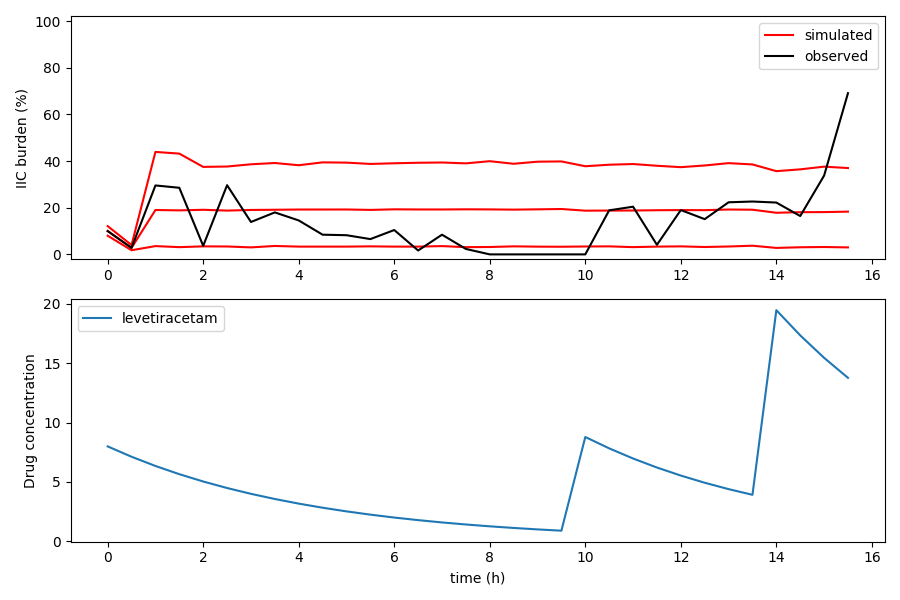 IIC burden (%)
100
80
60
40
20
0
simulated
observed
0 2 4 6 8 10 12 14 16
Drug concentration
20
15
10
5
0
levetiracetam
0 2 4 6 8 10 12 14 16
time (h)